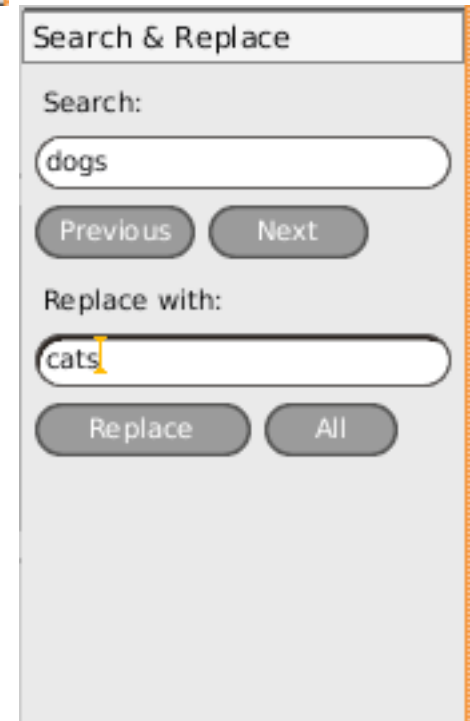 Search & Replace
Search:
dogs
Previous Next
Replace with:
cats
Replace All